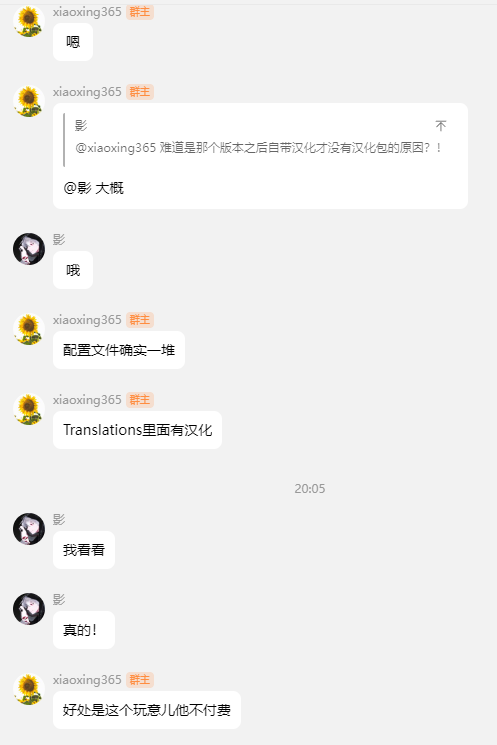 xiaoxing365 群主
嗯
xiaoxing365 群主
影
@xiaoxing365 难道是那个版本之后自带汉化才没有汉化包的原因？！
@影 大概
影
哦
xiaoxing365 群主
配置文件确实一堆
xiaoxing365 群主
Translations里面有汉化
20:05
影
我看看
影
真的！
xiaoxing365 群主
好处是这个玩意儿他不付费